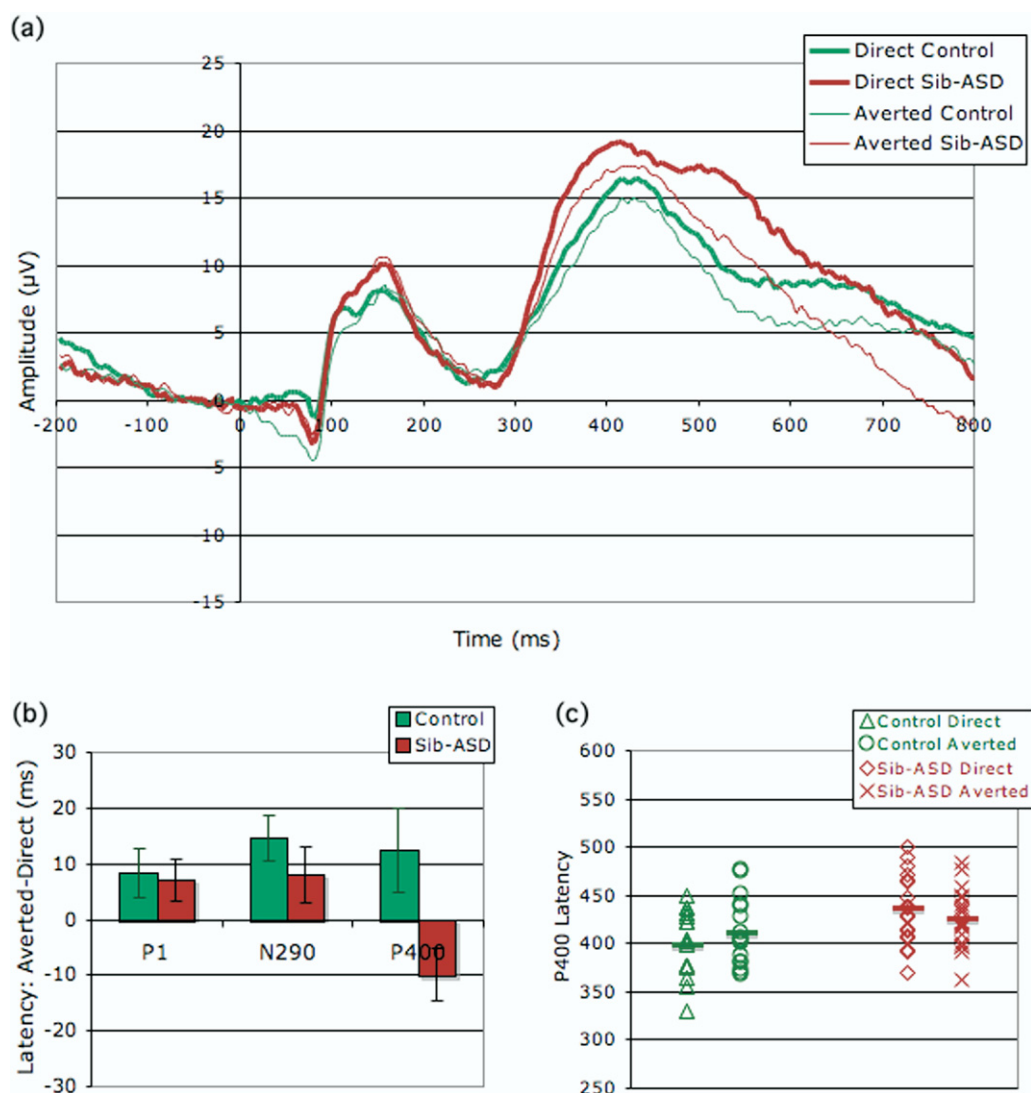 (a)
Direct Control
Direct Sib-ASD
Averted Control
Averted Sib-ASD
25
20
15
10
5
0
5
-10
-15
-200 -100 0 100 200 300 400 500 600 700 800
Amplitude (μV)
Time (ms)
(b)
Control
Sib-ASD
30
20
10
0
-10
-20
-30
P1 N290 P400
Latency: Averted-Direct (ms)
(c)
Control Direct
Control Averted
Sib-ASD Direct
Sib-ASD Averted
600
550
500
450
400
350
300
250
P400 Latency